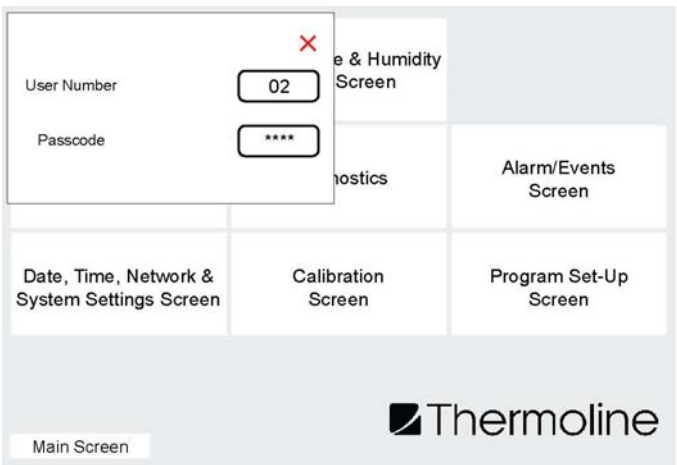 User Number
02
Passcode
****
e & Humidity
Screen
nostics
Alarm/Events
Screen
Date, Time, Network &
System Settings Screen
Calibration
Screen
Program Set-Up
Screen
Thermoline
Main Screen